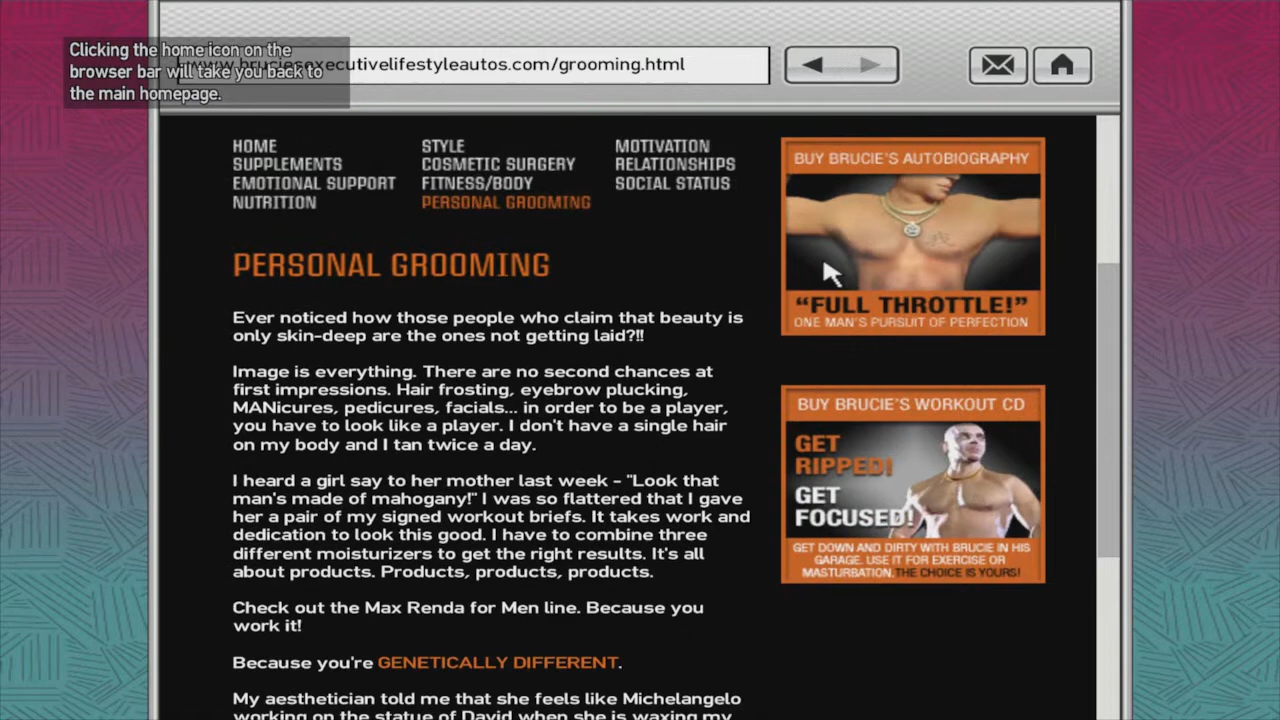 Clicking the home icon on the
browser bar will take you back to
the main homepage.
www.bruciesexecutivelifestyleautos.com/grooming.html
HOME
SUPPLEMENTS
EMOTIONAL SUPPORT
NUTRITION
STYLE
COSMETIC SURGERY
FITNESS/BODY
PERSONAL GROOMING
MOTIVATION
RELATIONSHIPS
SOCIAL STATUS
PERSONAL GROOMING
Ever noticed how those people who claim that beauty is
only skin-deep are the ones not getting laid?!!
Image is everything. There are no second chances at
first impressions. Hair frosting, eyebrow plucking,
MANicures, pedicures, facials... in order to be a player,
you have to look like a player. I don't have a single hair
on my body and I tan twice a day.
I heard a girl say to her mother last week - "Look that
man's made of mahogany!" I was so flattered that I gave
her a pair of my signed workout briefs. It takes work and
dedication to look this good. I have to combine three
different moisturizers to get the right results. It's all
about products. Products, products, products.
Check out the Max Renda for Men line. Because you
work it!
Because you're GENETICALLY DIFFERENT.
My aesthetician told me that she feels like Michelangelo
working on the statue of David when she is waxing my
BUY BRUCIE'S AUTOBIOGRAPHY
"FULL THROTTLE!"
ONE MAN'S PURSUIT OF PERFECTION
BUY BRUCIE'S WORKOUT CD
GET
RIPPED!
GET
FOCUSED!
GET DOWN AND DIRTY WITH BRUCIE IN HIS
GARAGE. USE IT FOR EXERCISE OR
MASTURBATION. THE CHOICE IS YOURS!